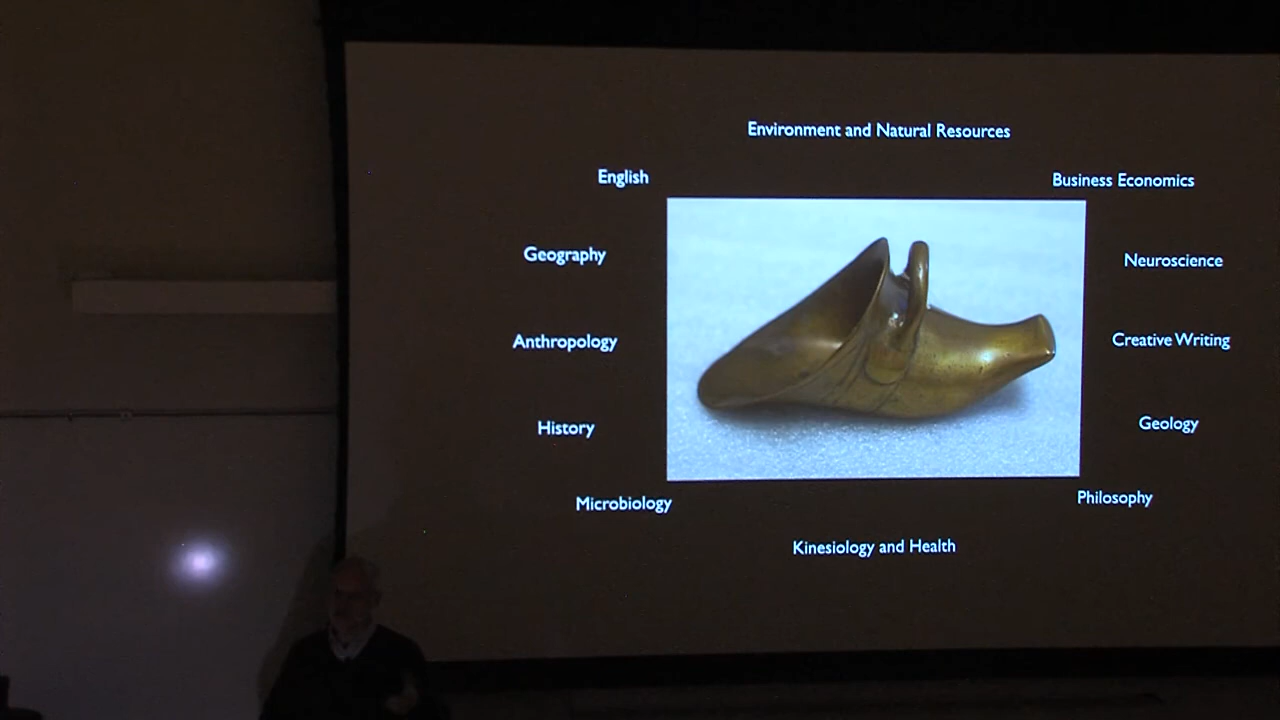 Environment and Natural Resources
English
Business Economics
Geography
Neuroscience
Anthropology
Creative Writing
History
Geology
Microbiology
Philosophy
Kinesiology and Health